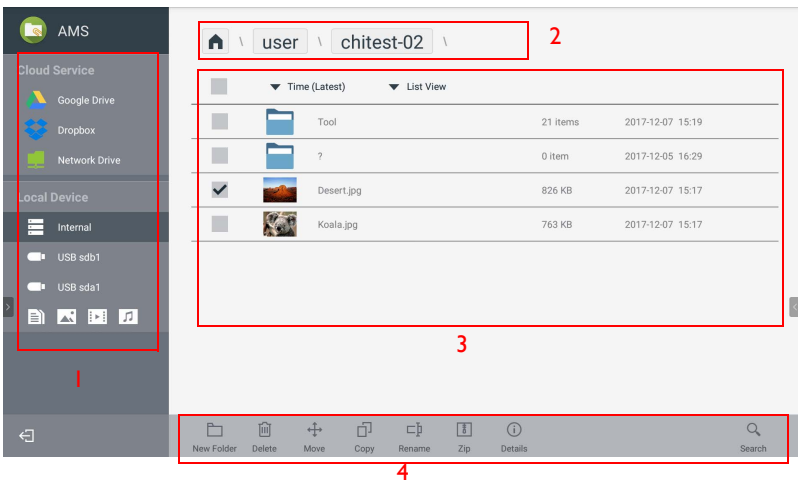 AMS
Cloud Service
Google Drive
Dropbox
Network Drive
Local Device
Internal
USB sdb1
USB sda1
1
\ user \ chitest-02 \
2
Time (Latest) List View
Tool 21 items 2017-12-07 15:19
? 0 item 2017-12-05 16:29
Desert.jpg 826 KB 2017-12-07 15:17
Koala.jpg 763 KB 2017-12-07 15:17
3
New Folder Delete Move Copy Rename Zip Details Search
4